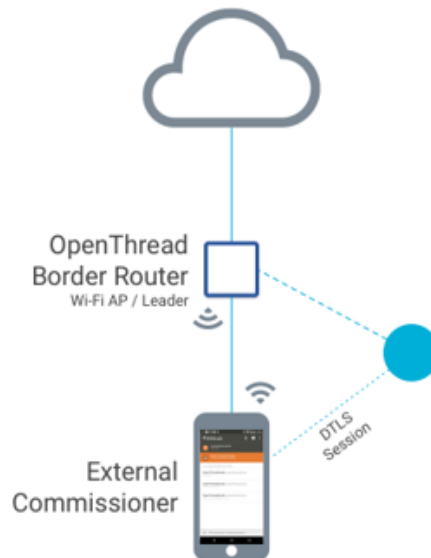 OpenThread
Border Router
Wi-Fi AP / Leader
DTLS
Session
External
Commissioner